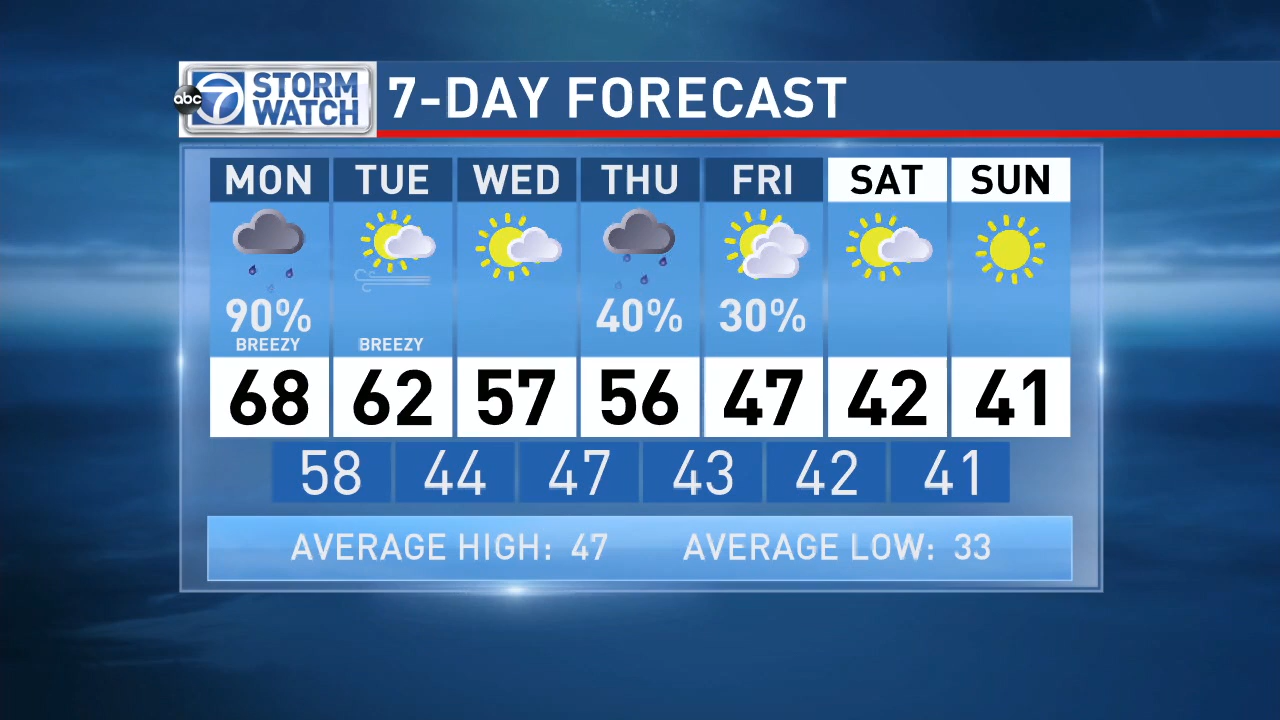 abc 7 STORM WATCH
7-DAY FORECAST
MON TUE WED THU FRI SAT SUN
90% 40% 30%
BREEZY BREEZY
68 62 57 56 47 42 41
58 44 47 43 42 41
AVERAGE HIGH: 47 AVERAGE LOW: 33